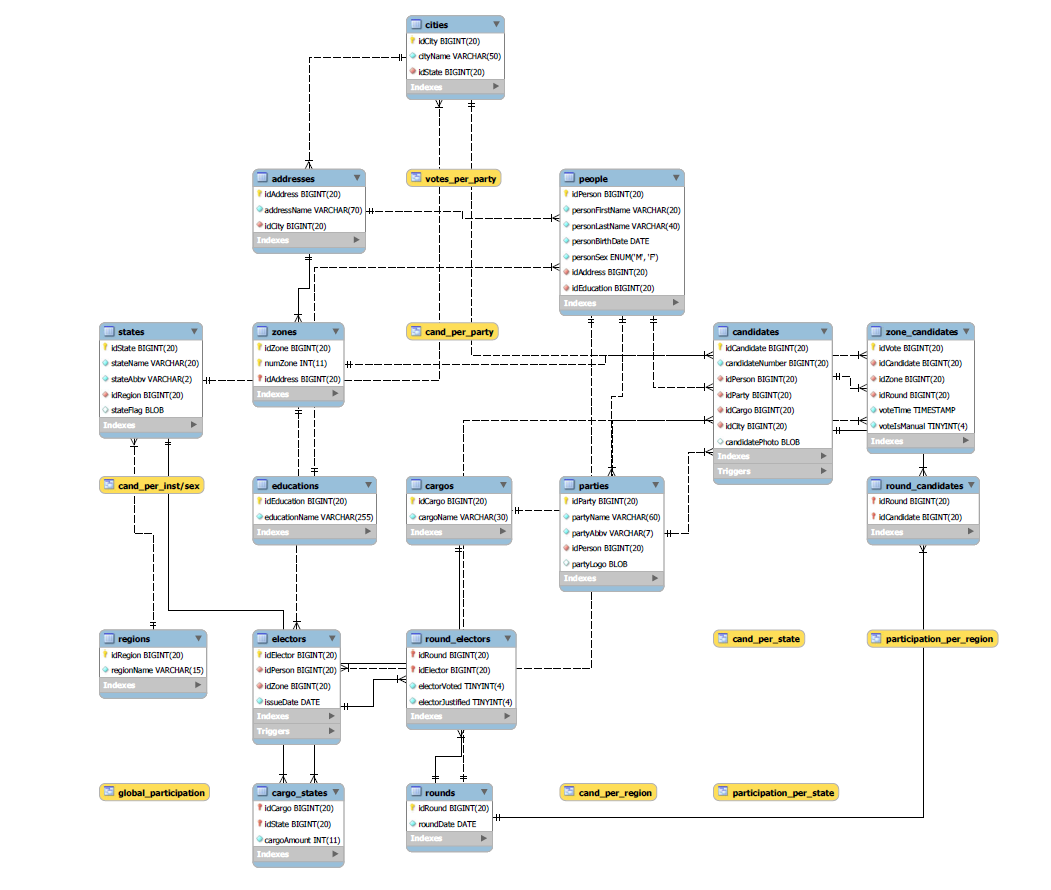 cities
idCity BIGINT(20)
cityName VARCHAR(50)
idState BIGINT(20)
Indexes
addresses
idAddress BIGINT(20)
addressName VARCHAR(70)
idCity BIGINT(20)
Indexes
votes_per_party
people
idPerson BIGINT(20)
personFirstName VARCHAR(20)
personLastName VARCHAR(40)
personBirthDate DATE
personSex ENUM('M', 'F')
idAddress BIGINT(20)
idEducation BIGINT(20)
Indexes
states
idState BIGINT(20)
stateName VARCHAR(20)
stateAbbv VARCHAR(2)
idRegion BIGINT(20)
stateFlag BLOB
Indexes
zones
idZone BIGINT(20)
numZone INT(11)
idAddress BIGINT(20)
Indexes
cand_per_party
candidates
idCandidate BIGINT(20)
candidateNumber BIGINT(20)
idPerson BIGINT(20)
idParty BIGINT(20)
idCargo BIGINT(20)
idCity BIGINT(20)
candidatePhoto BLOB
Indexes
Triggers
zone_candidates
idVote BIGINT(20)
idCandidate BIGINT(20)
idZone BIGINT(20)
idRound BIGINT(20)
voteTime TIMESTAMP
voteIsManual TINYINT(4)
Indexes
cand_per_inst/sex
educations
idEducation BIGINT(20)
educationName VARCHAR(255)
Indexes
cargos
idCargo BIGINT(20)
cargoName VARCHAR(30)
Indexes
parties
idParty BIGINT(20)
partyName VARCHAR(60)
partyAbbv VARCHAR(7)
idPerson BIGINT(20)
partyLogo BLOB
Indexes
round_candidates
idRound BIGINT(20)
idCandidate BIGINT(20)
Indexes
regions
idRegion BIGINT(20)
regionName VARCHAR(15)
Indexes
electors
idElector BIGINT(20)
idPerson BIGINT(20)
idZone BIGINT(20)
issueDate DATE
Indexes
Triggers
round_electors
idRound BIGINT(20)
idElector BIGINT(20)
electorVoted TINYINT(4)
electorJustified TINYINT(4)
Indexes
cand_per_state
participation_per_region
global_participation
cargo_states
idCargo BIGINT(20)
idState BIGINT(20)
cargoAmount INT(11)
Indexes
rounds
idRound BIGINT(20)
roundDate DATE
Indexes
cand_per_region
participation_per_state